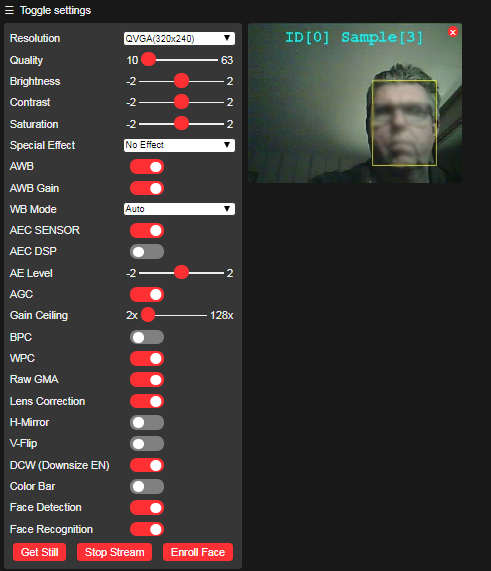 ☰ Toggle settings
Resolution QVGA(320x240)
Quality 10 63
Brightness -2 2
Contrast -2 2
Saturation -2 2
Special Effect No Effect
AWB
AWB Gain
WB Mode Auto
AEC SENSOR
AEC DSP
AE Level -2 2
AGC
Gain Ceiling 2x 128x
BPC
WPC
Raw GMA
Lens Correction
H-Mirror
V-Flip
DCW (Downsize EN)
Color Bar
Face Detection
Face Recognition
Get Still Stop Stream Enroll Face
ID[0] Sample[3] ×